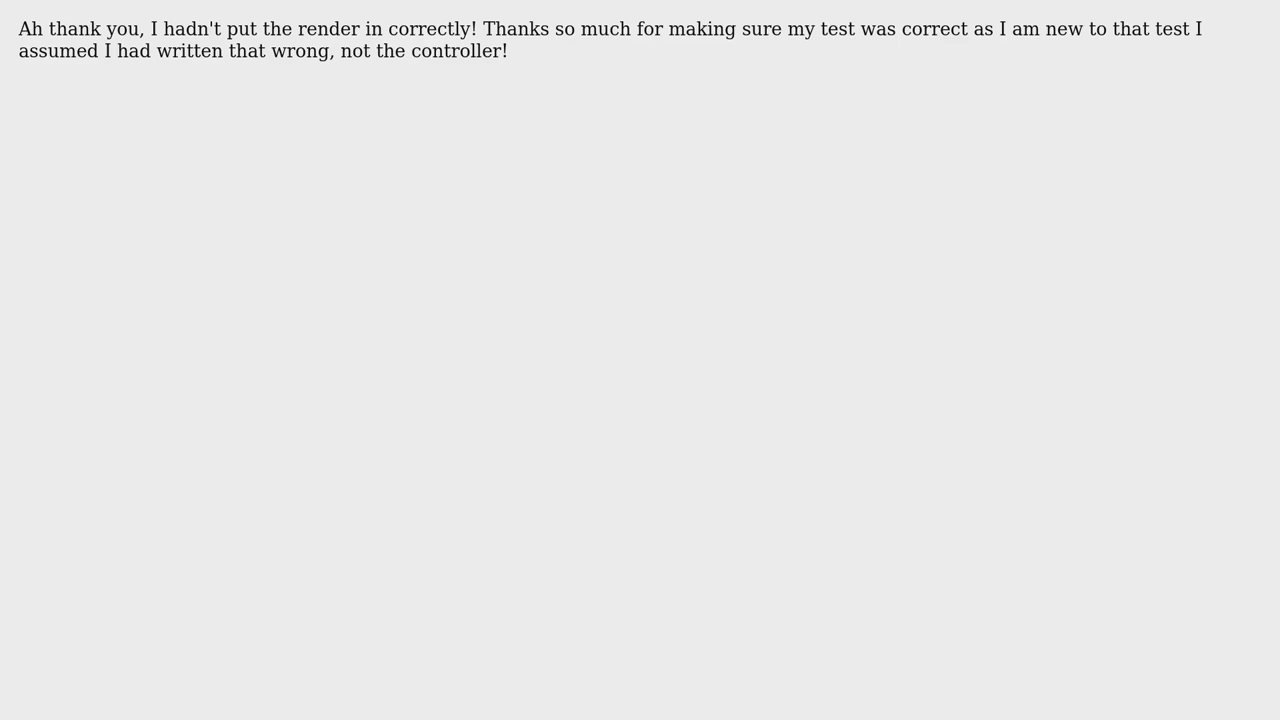 Ah thank you, I hadn't put the render in correctly! Thanks so much for making sure my test was correct as I am new to that test I
assumed I had written that wrong, not the controller!